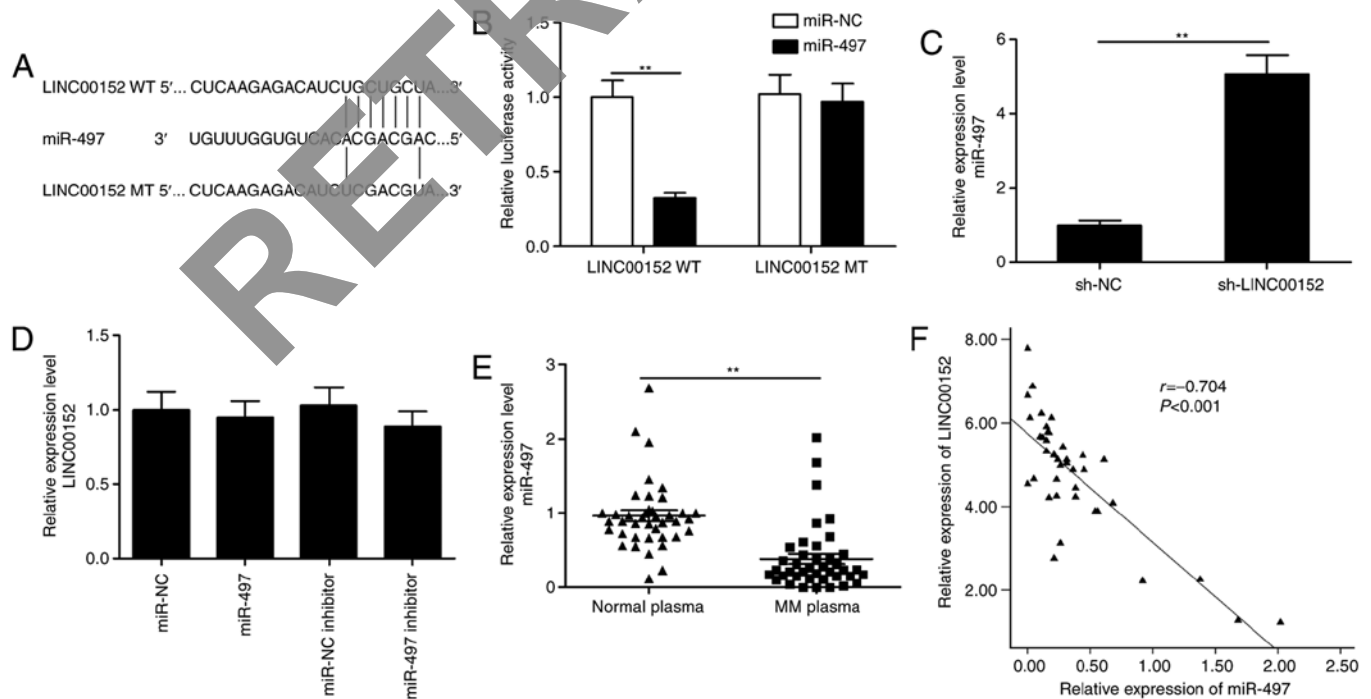 A
LINC00152 WT 5′... CUCAAGAGACAUCUGCUGCUA...3′
miR-497 3′ UGUUUGGUGUCACACGACGAC...5′
LINC00152 MT 5′... CUCAAGAGACAUCUCGACGUA...3′
B
Relative luciferase activity
1.5
1.0
0.5
0.0
miR-NC
miR-497
**
LINC00152 WT
LINC00152 MT
C
Relative expression level
miR-497
6
4
2
0
**
sh-NC
sh-LINC00152
D
Relative expression level
LINC00152
1.5
1.0
0.5
0.0
miR-NC
miR-497
miR-NC inhibitor
miR-497 inhibitor
E
Relative expression level
miR-497
3
2
1
0
**
Normal plasma
MM plasma
F
Relative expression of LINC00152
8.00
6.00
4.00
2.00
r=−0.704
P<0.001
0.00
0.50
1.00
1.50
2.00
2.50
Relative expression of miR-497
RETR